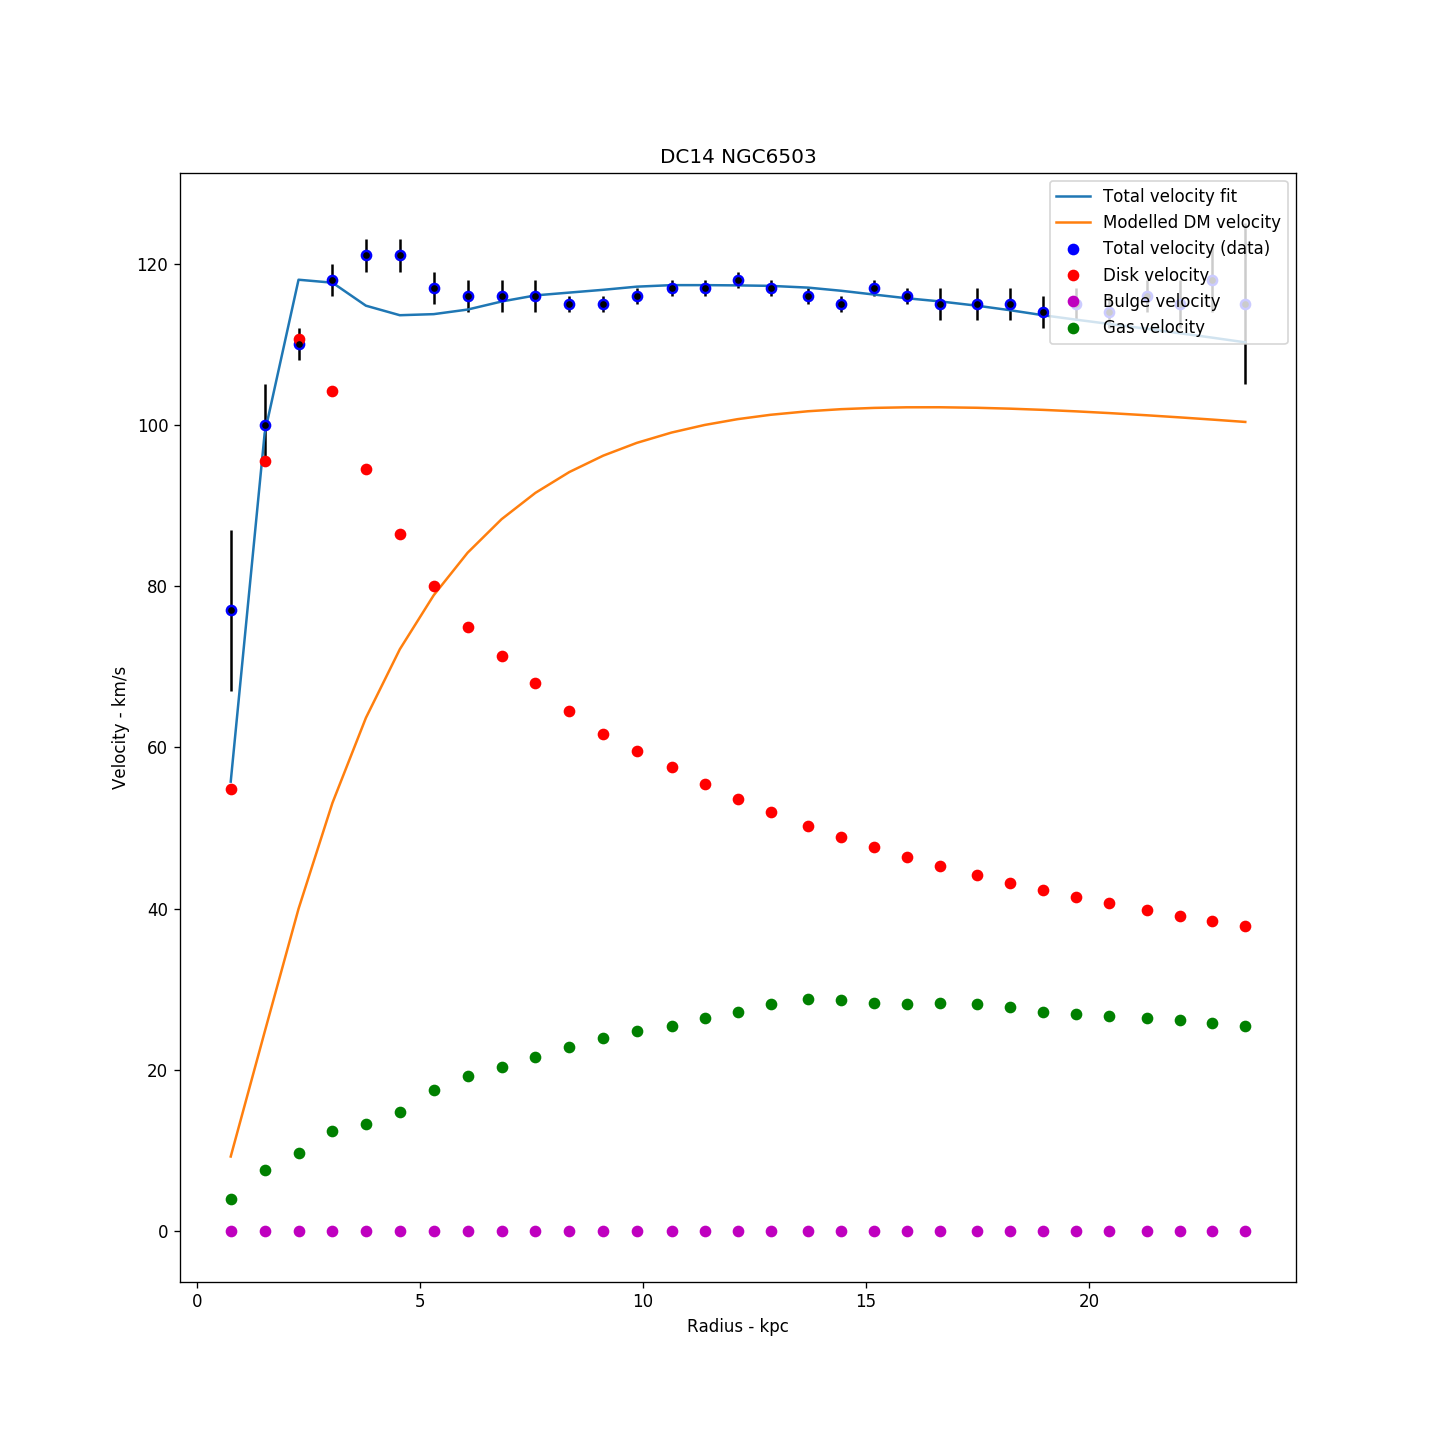 DC14 NGC6503
Total velocity fit
Modelled DM velocity
Total velocity (data)
Disk velocity
Bulge velocity
Gas velocity
120
100
80
60
40
20
0
Velocity - km/s
0 5 10 15 20
Radius - kpc